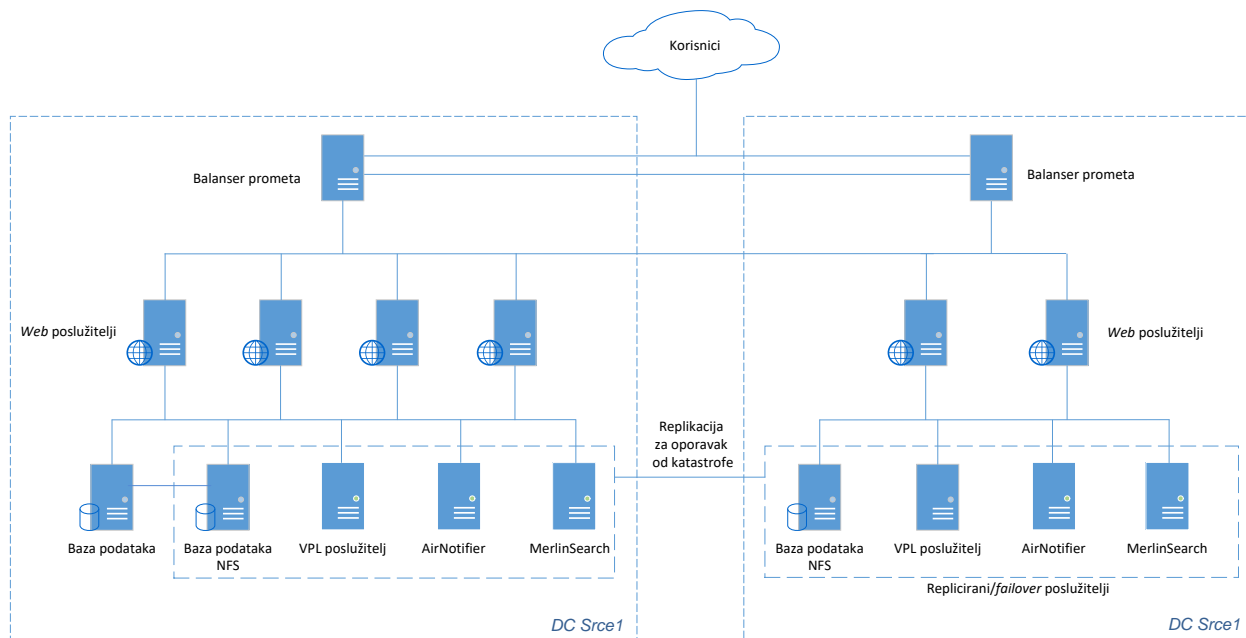 Korisnici
Balanser prometa
Balanser prometa
Web poslužitelji
Web poslužitelji
Replikacija
za oporavak
od katastrofe
Baza podataka
Baza podataka
NFS
VPL poslužitelj
AirNotifier
MerlinSearch
Baza podataka
NFS
VPL poslužitelj
AirNotifier
MerlinSearch
Replicirani/failover poslužitelji
DC Srce1
DC Srce1